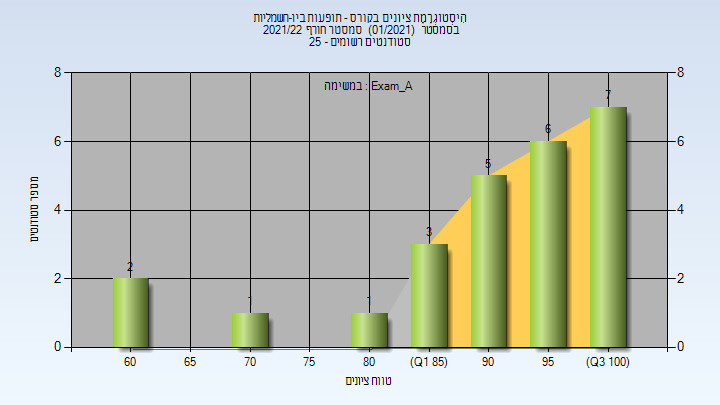 היסטוגרמת ציונים בקורס - תופעות ביו-חשמליות
בסמסטר (01/2021) סמסטר חורף 2021/22
סטודנטים רשומים - 25
במשימה : Exam_A
8 8
7
6 6
6
5
4 4
3
2 2
2
1 1
0 0
60 65 70 75 80 (Q1 85) 90 95 (Q3 100)
מספר סטודנטים
טווח ציונים